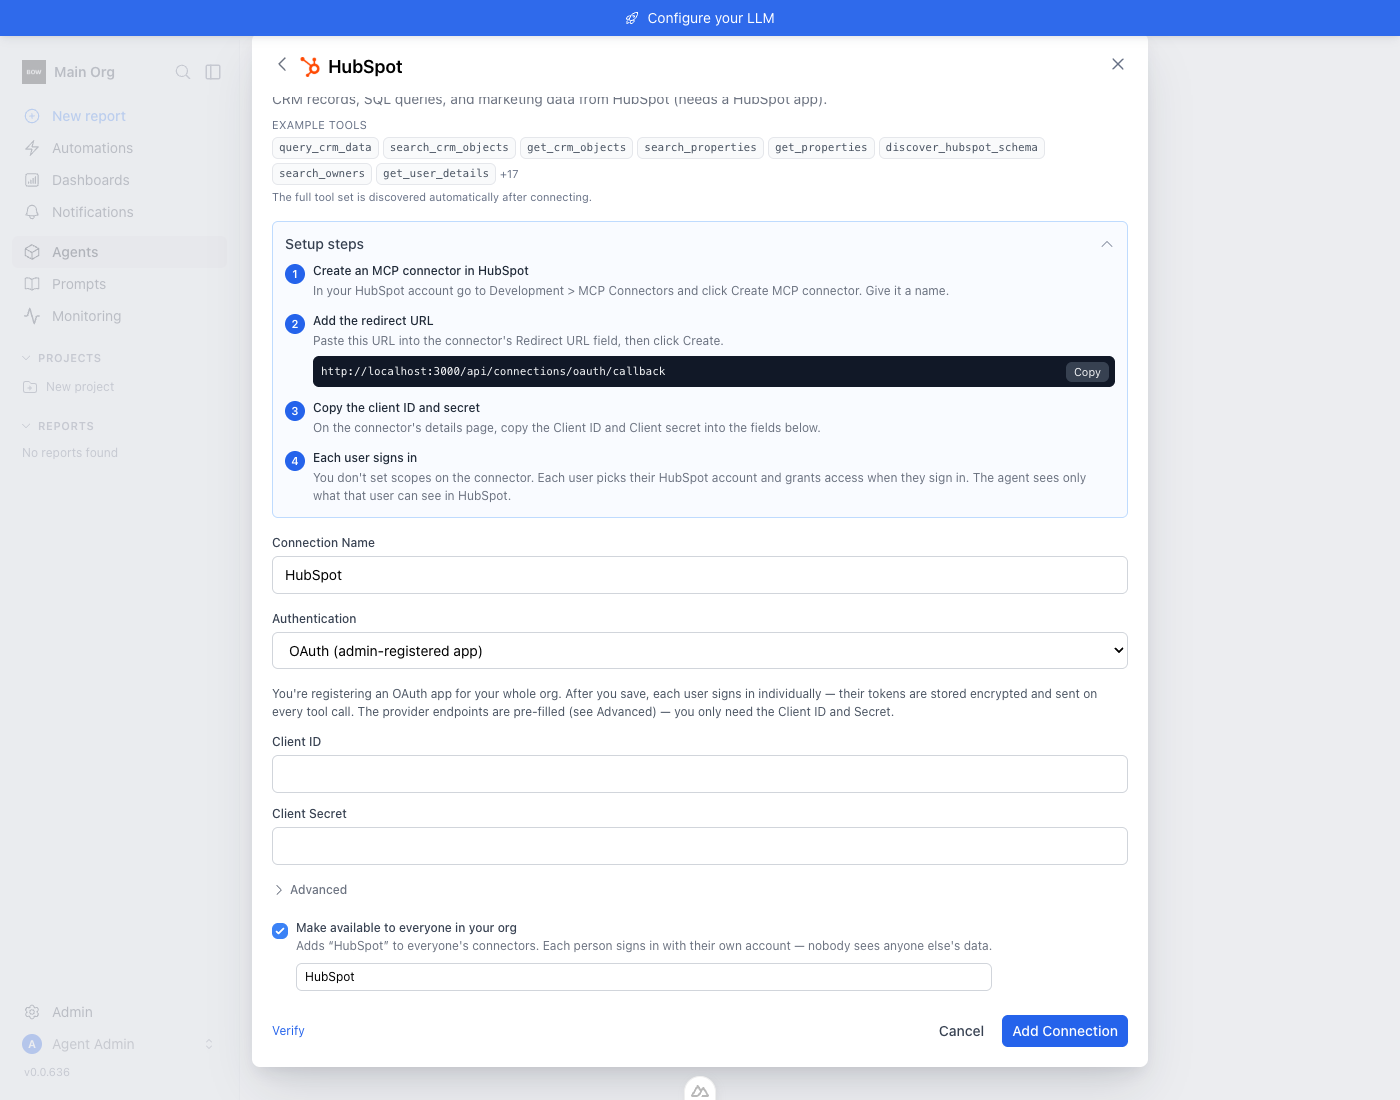 Configure your LLM
BOW
Main Org
New report
Automations
Dashboards
Notifications
Agents
Prompts
Monitoring
PROJECTS
New project
REPORTS
No reports found
Admin
A
Agent Admin
v0.0.636
HubSpot
CRM records, SQL queries, and marketing data from HubSpot (needs a HubSpot app).
EXAMPLE TOOLS
query_crm_data search_crm_objects get_crm_objects search_properties get_properties discover_hubspot_schema
search_owners get_user_details +17
The full tool set is discovered automatically after connecting.
Setup steps
1 Create an MCP connector in HubSpot
In your HubSpot account go to Development > MCP Connectors and click Create MCP connector. Give it a name.
2 Add the redirect URL
Paste this URL into the connector's Redirect URL field, then click Create.
http://localhost:3000/api/connections/oauth/callback Copy
3 Copy the client ID and secret
On the connector's details page, copy the Client ID and Client secret into the fields below.
4 Each user signs in
You don't set scopes on the connector. Each user picks their HubSpot account and grants access when they sign in. The agent sees only
what that user can see in HubSpot.
Connection Name
HubSpot
Authentication
OAuth (admin-registered app)
You're registering an OAuth app for your whole org. After you save, each user signs in individually — their tokens are stored encrypted and sent on
every tool call. The provider endpoints are pre-filled (see Advanced) — you only need the Client ID and Secret.
Client ID
Client Secret
Advanced
Make available to everyone in your org
Adds “HubSpot” to everyone's connectors. Each person signs in with their own account — nobody sees anyone else's data.
HubSpot
Verify
Cancel
Add Connection